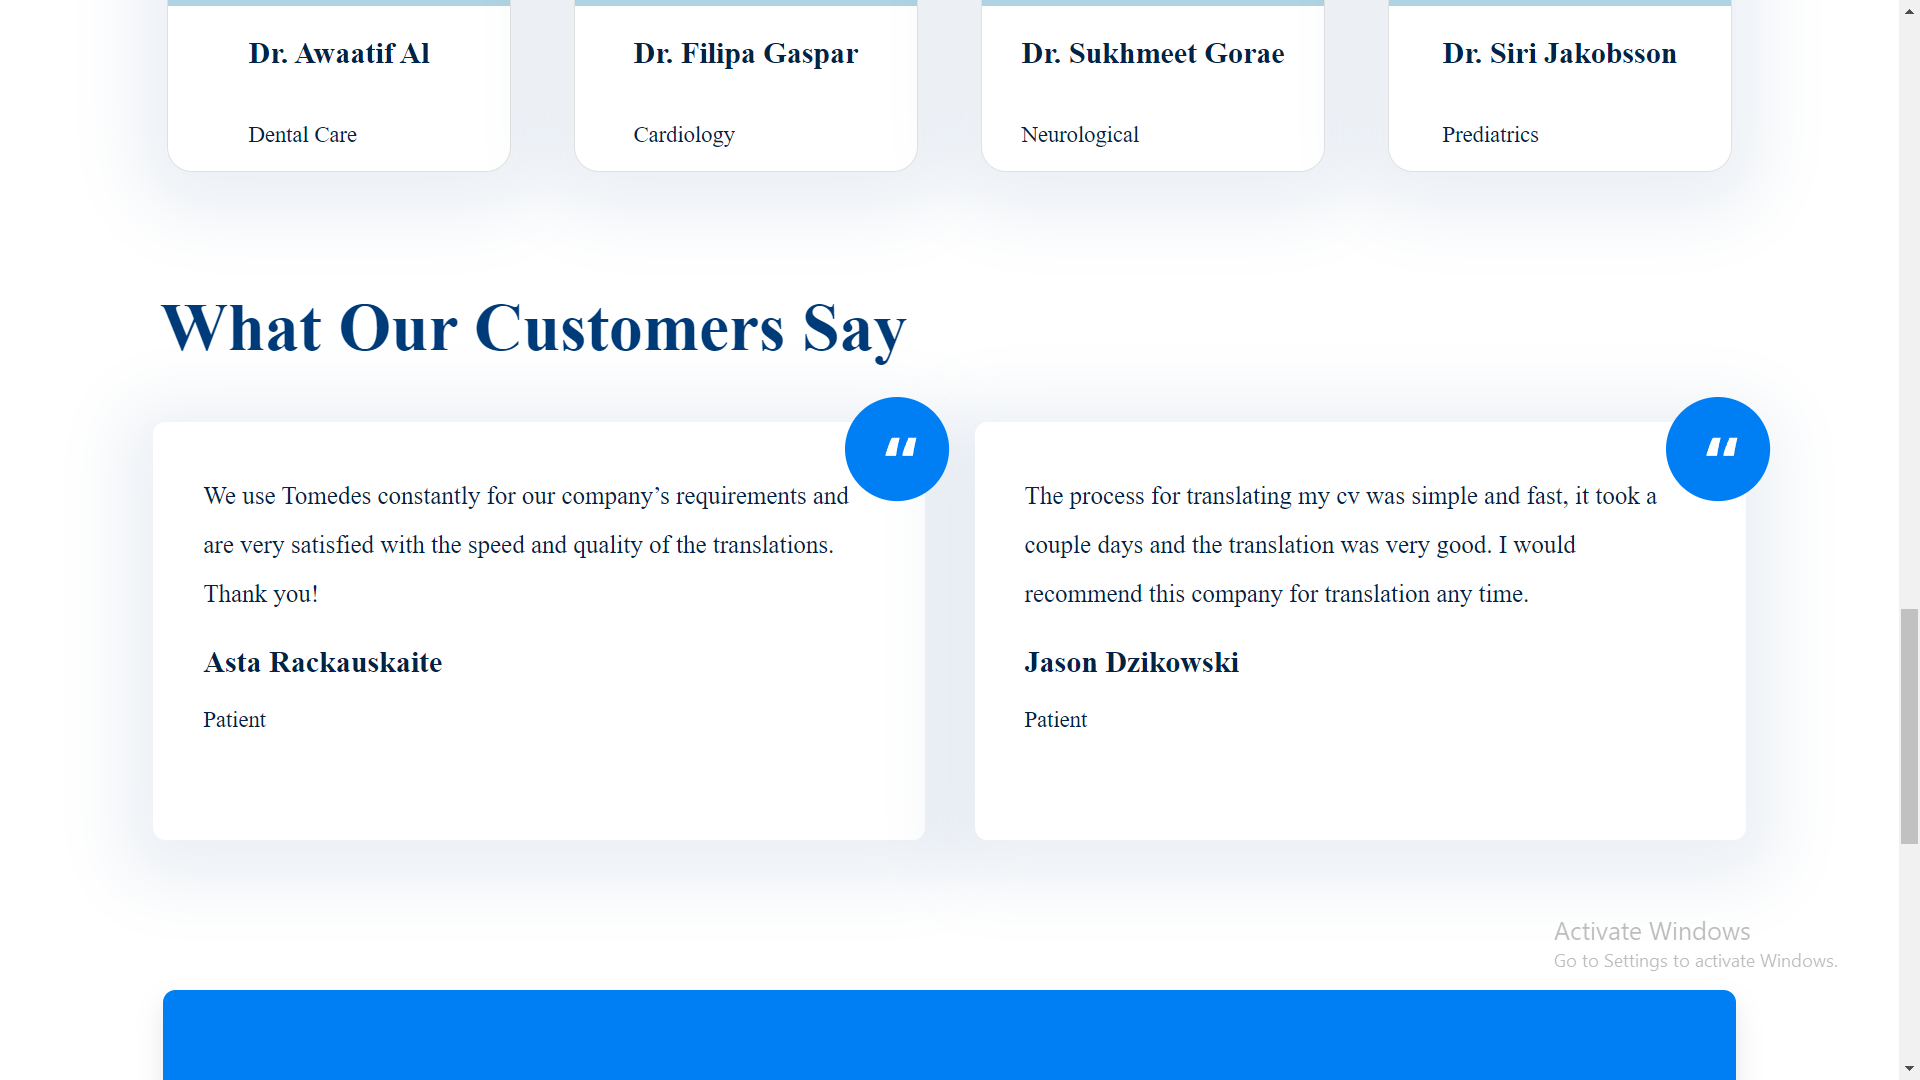 Dr. Awaatif Al
Dental Care
Dr. Filipa Gaspar
Cardiology
Dr. Sukhmeet Gorae
Neurological
Dr. Siri Jakobsson
Prediatrics
What Our Customers Say
“
We use Tomedes constantly for our company’s requirements and
are very satisfied with the speed and quality of the translations.
Thank you!
Asta Rackauskaite
Patient
“
The process for translating my cv was simple and fast, it took a
couple days and the translation was very good. I would
recommend this company for translation any time.
Jason Dzikowski
Patient
Activate Windows
Go to Settings to activate Windows.